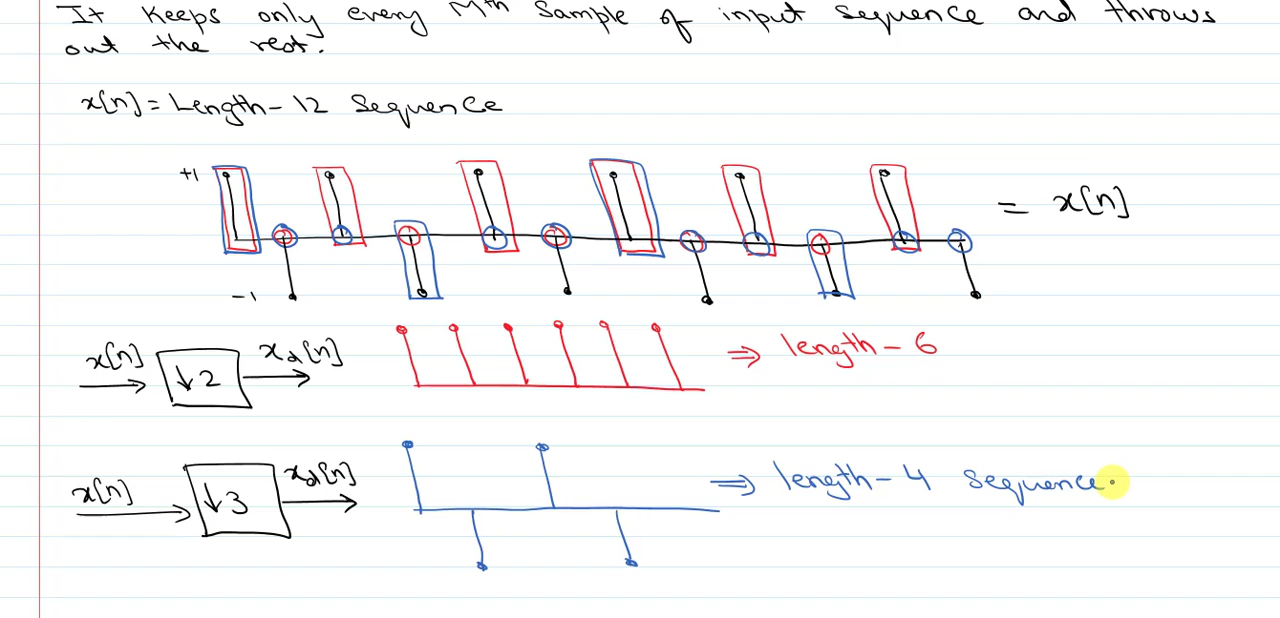 It keeps only every Mth sample of input sequence and throws
out the rest.
x[n] = Length-12 sequence
+1
= x[n]
-1
x[n] ↓2 xd[n] ⇒ length-6
x[n] ↓3 xd[n] ⇒ length-4 sequence.